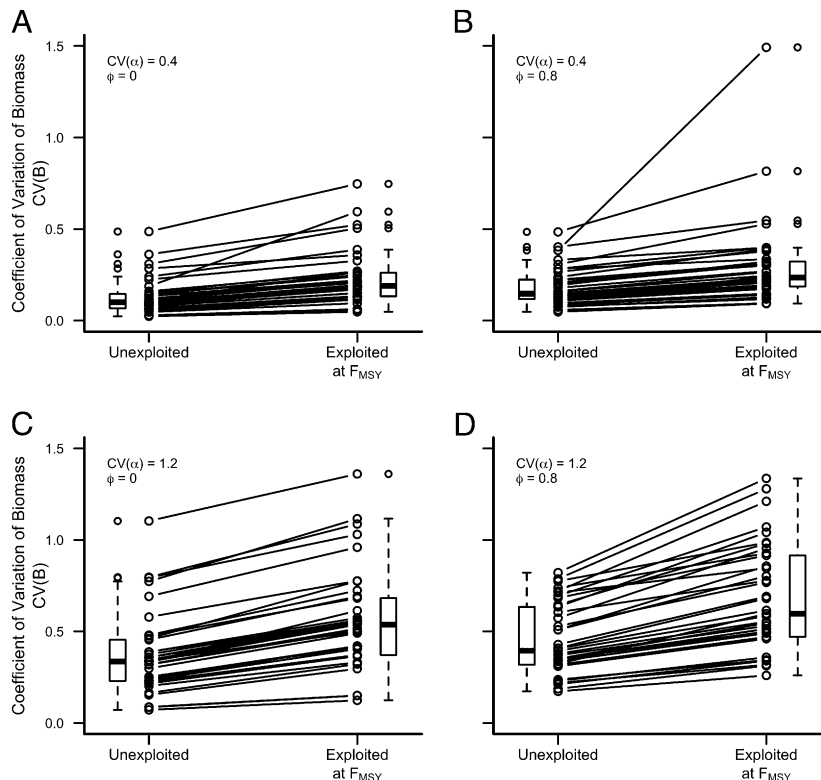 A
Coefficient of Variation of Biomass
CV(B)
1.5
1.0
0.5
0.0
CV(α) = 0.4
ϕ = 0
Unexploited
Exploited
at FMSY
B
CV(α) = 0.4
ϕ = 0.8
Unexploited
Exploited
at FMSY
C
Coefficient of Variation of Biomass
CV(B)
1.5
1.0
0.5
0.0
CV(α) = 1.2
ϕ = 0
Unexploited
Exploited
at FMSY
D
CV(α) = 1.2
ϕ = 0.8
Unexploited
Exploited
at FMSY